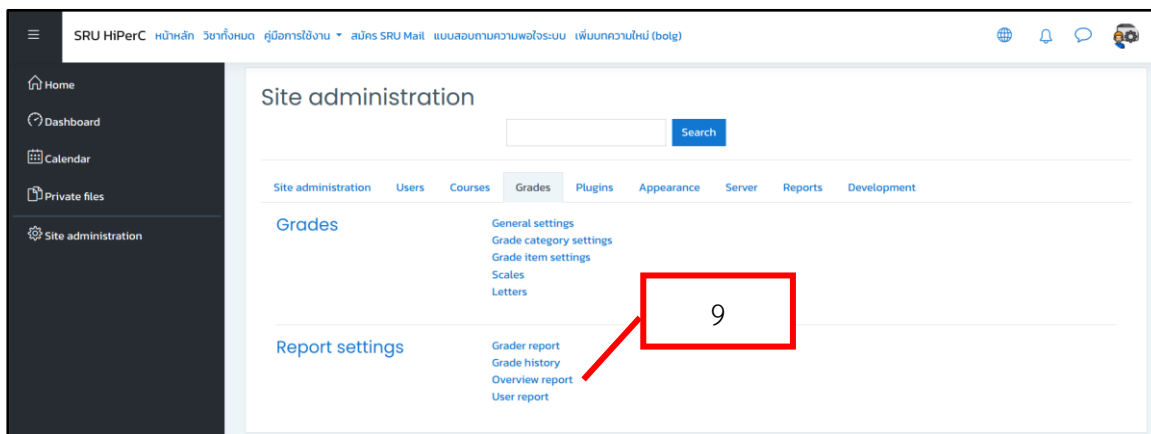 SRU HiPerC หน้าหลัก วิชาทั้งหมด คู่มือการใช้งาน สมัคร SRU Mail แบบสอบถามความพอใจระบบ เพิ่มบทความใหม่ (bolg)
Home
Dashboard
Calendar
Private files
Site administration
Site administration
Search
Site administration Users Courses Grades Plugins Appearance Server Reports Development
Grades
General settings
Grade category settings
Grade item settings
Scales
Letters
9
Report settings
Grader report
Grade history
Overview report
User report